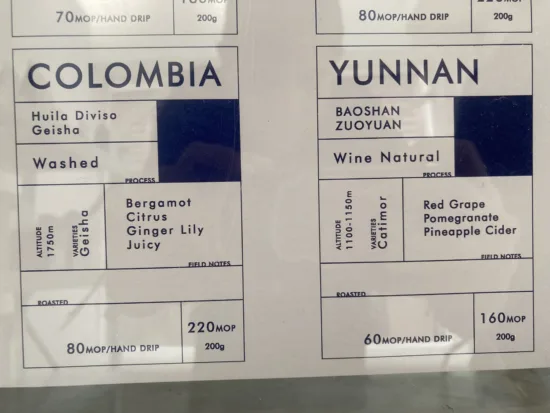 70MOP/HAND DRIP
200g
80MOP/HAND DRIP
200g
COLOMBIA
Huila Diviso
Geisha
Washed
PROCESS
ALTITUDE
1750m
VARIETIES
Geisha
Bergamot
Citrus
Ginger Lily
Juicy
FIELD NOTES
ROASTED
80MOP/HAND DRIP
220MOP
200g
YUNNAN
BAOSHAN
ZUOYUAN
Wine Natural
PROCESS
ALTITUDE
1100-1150m
VARIETIES
Catimor
Red Grape
Pomegranate
Pineapple Cider
FIELD NOTES
ROASTED
60MOP/HAND DRIP
160MOP
200g